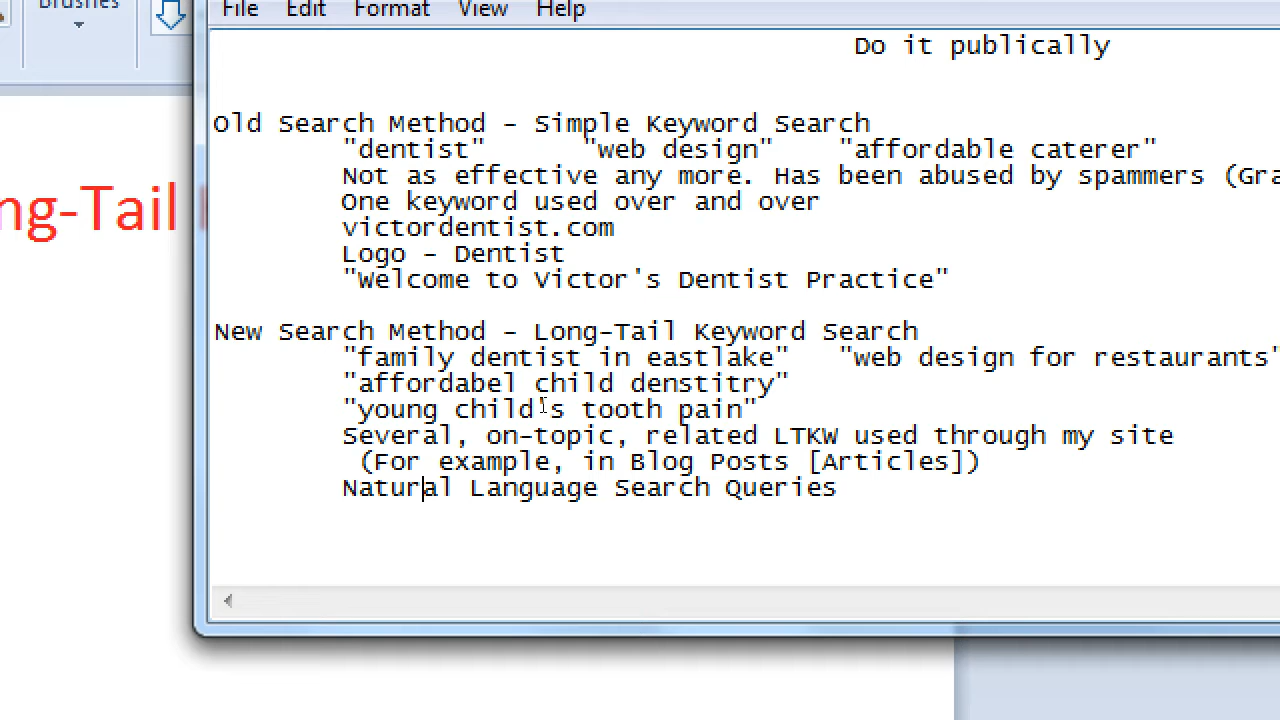 Brushes
File Edit Format View Help
Do it publically
Old Search Method - Simple Keyword Search
"dentist" "web design" "affordable caterer"
Not as effective any more. Has been abused by spammers (Gra
One keyword used over and over
victordentist.com
Logo - Dentist
"Welcome to Victor's Dentist Practice"
ng-Tail
New Search Method - Long-Tail Keyword Search
"family dentist in eastlake" "web design for restaurants"
"affordabel child denstitry"
"young child's tooth pain"
Several, on-topic, related LTKW used through my site
(For example, in Blog Posts [Articles])
Natural Language Search Queries